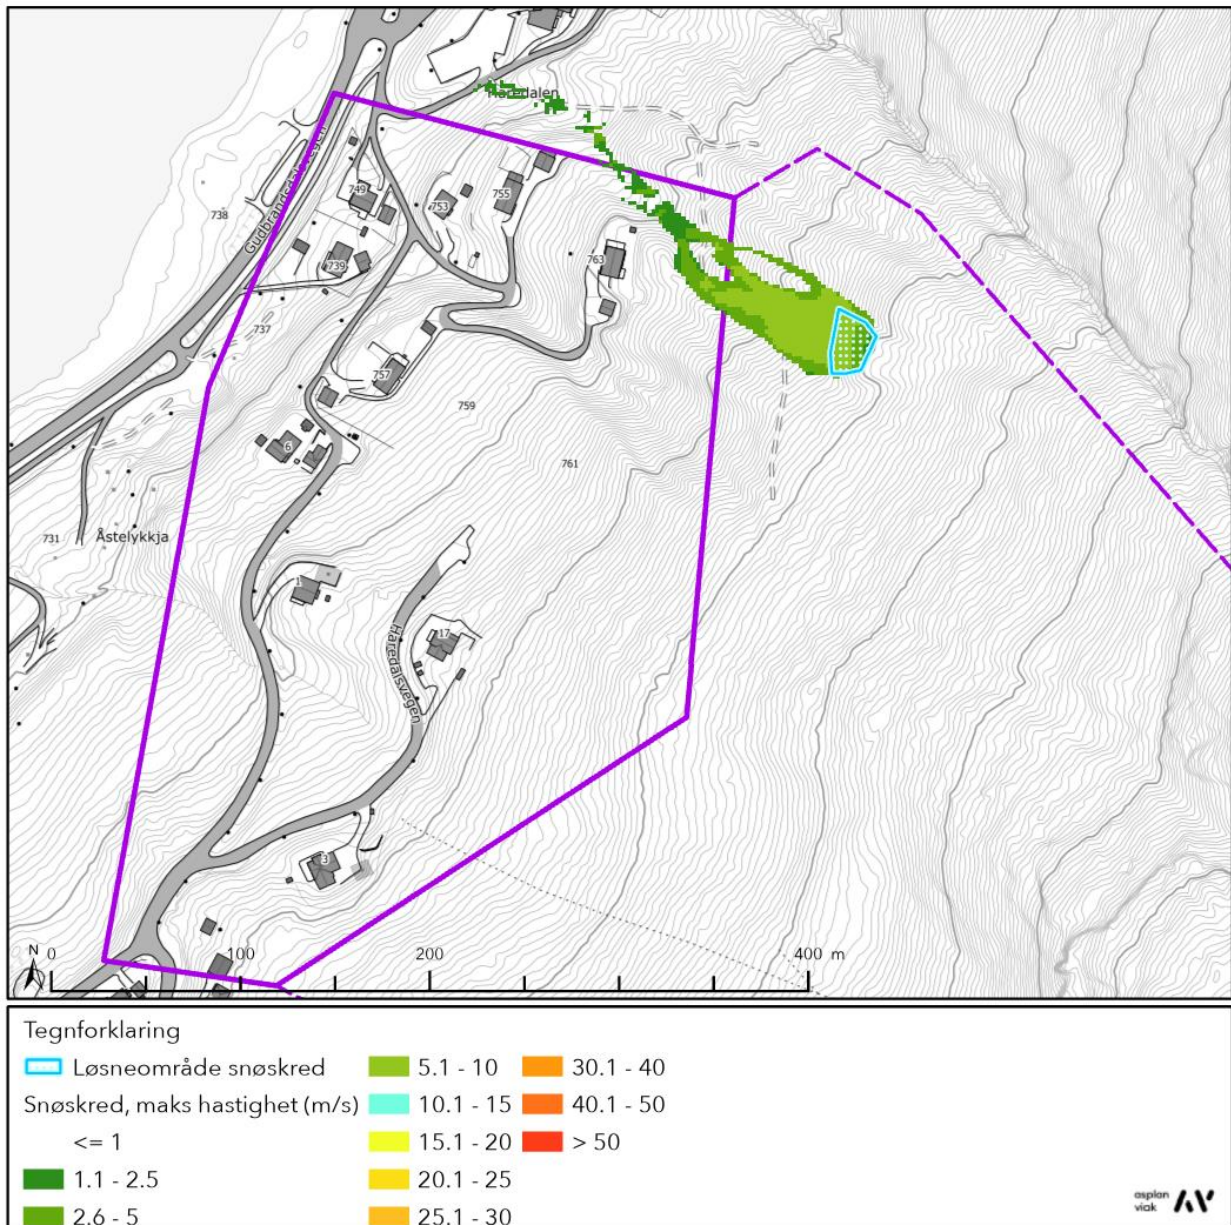 Haredalen
Gudbrandsdalsvegen
749
738
753
755
739
763
737
757
759
6
761
731
Åstelykkja
1
17
Haredalsvegen
3
N
0
100
200
400 m
Tegnforklaring
Løsneområde snøskred
Snøskred, maks hastighet (m/s)
<= 1
1.1 - 2.5
2.6 - 5
5.1 - 10
10.1 - 15
15.1 - 20
20.1 - 25
25.1 - 30
30.1 - 40
40.1 - 50
> 50
asplan
viak